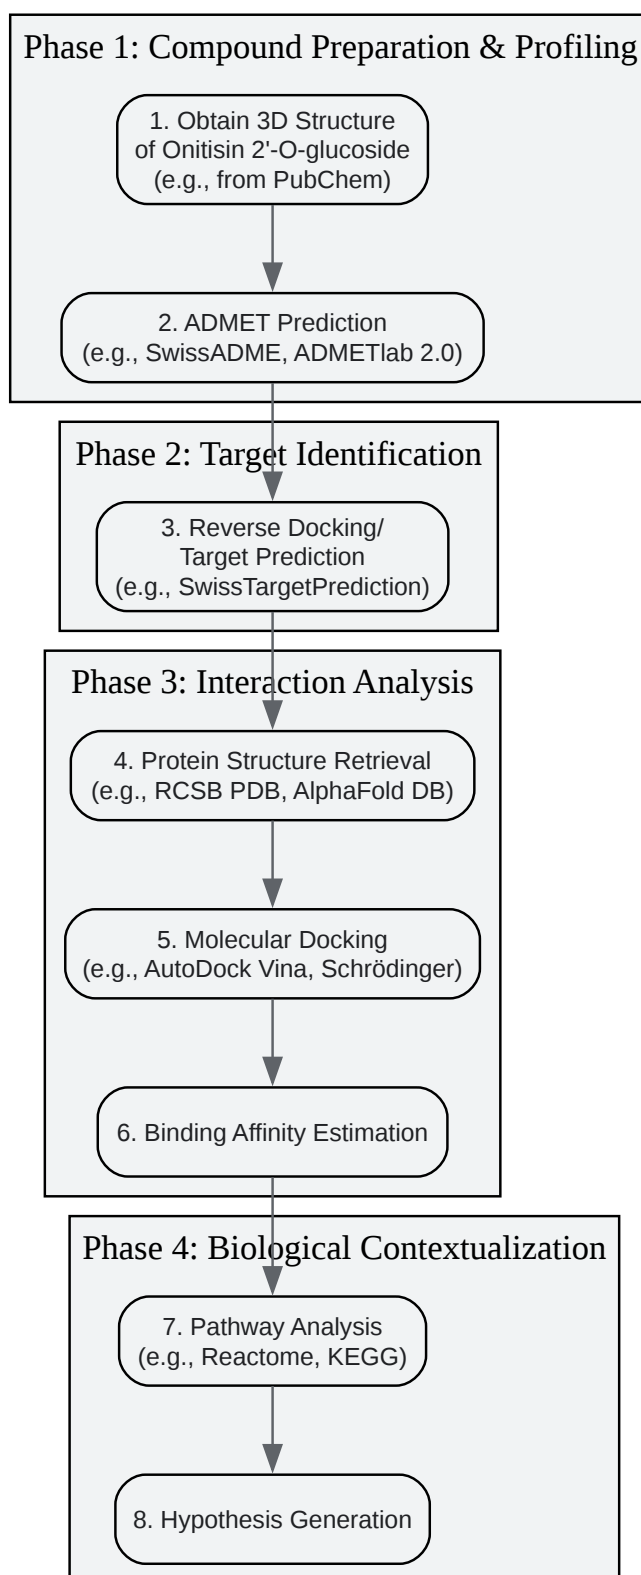 Phase 1: Compound Preparation & Profiling
1. Obtain 3D Structure
of Onitisin 2'-O-glucoside
(e.g., from PubChem)
2. ADMET Prediction
(e.g., SwissADME, ADMETlab 2.0)
Phase 2: Target Identification
3. Reverse Docking/
Target Prediction
(e.g., SwissTargetPrediction)
Phase 3: Interaction Analysis
4. Protein Structure Retrieval
(e.g., RCSB PDB, AlphaFold DB)
5. Molecular Docking
(e.g., AutoDock Vina, Schrödinger)
6. Binding Affinity Estimation
Phase 4: Biological Contextualization
7. Pathway Analysis
(e.g., Reactome, KEGG)
8. Hypothesis Generation